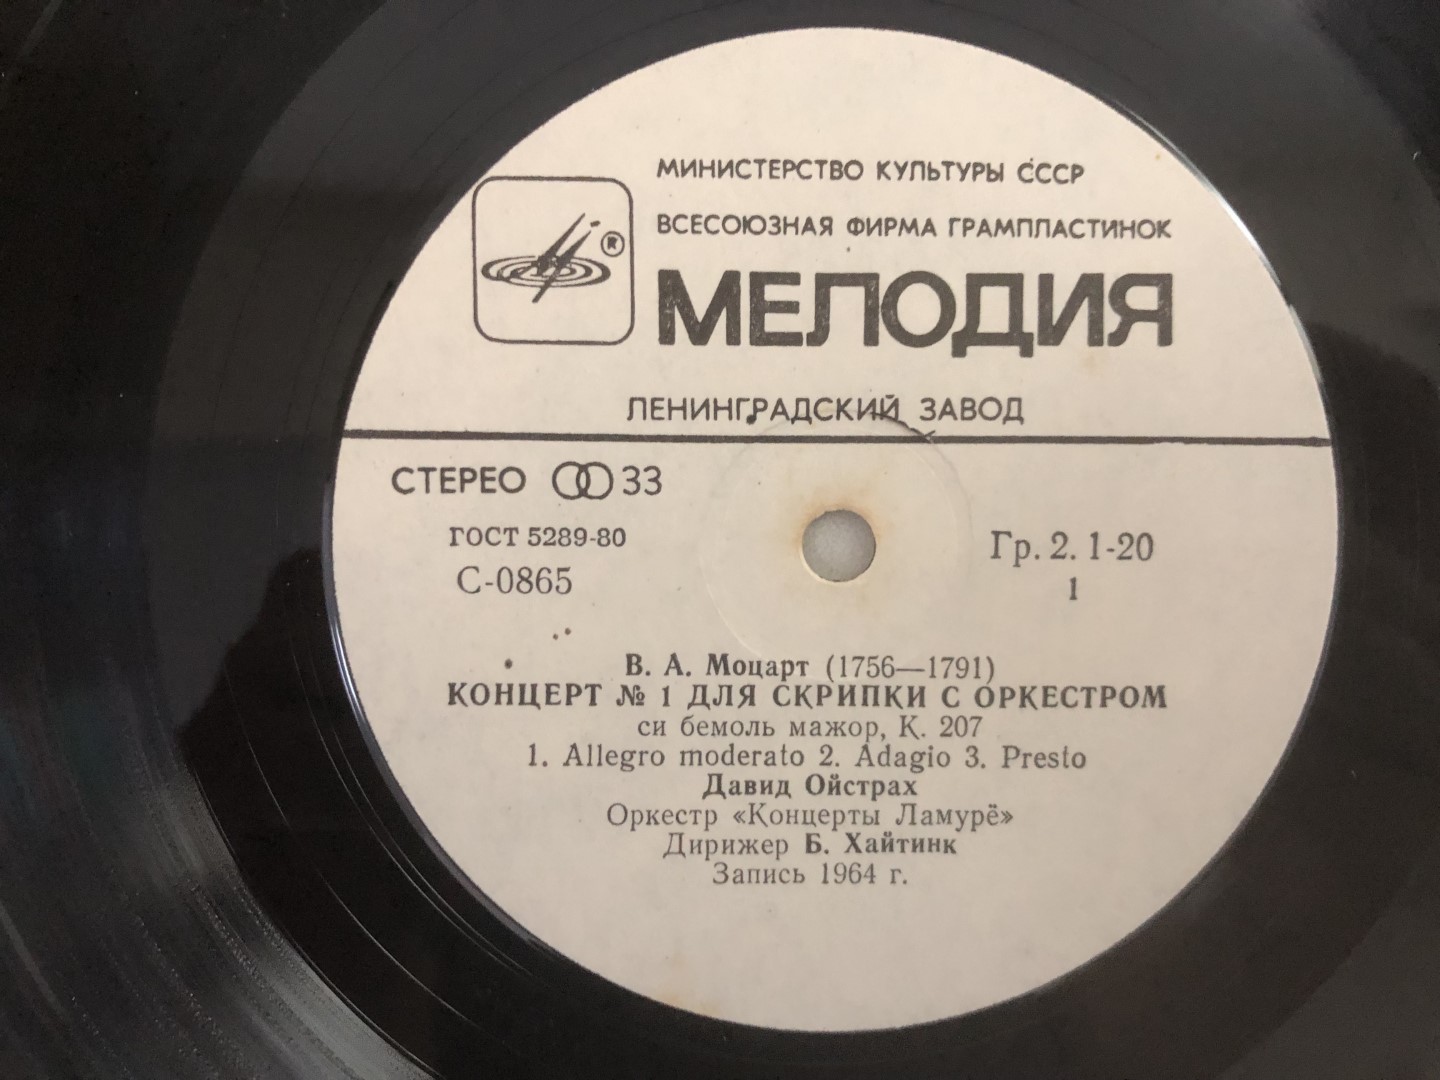 МИНИСТЕРСТВО КУЛЬТУРЫ СССР
ВСЕСОЮЗНАЯ ФИРМА ГРАМПЛАСТИНОК
®
МЕЛОДИЯ
ЛЕНИНГРАДСКИЙ ЗАВОД
СТЕРЕО 33
ГОСТ 5289-80
С-0865
Гр. 2. 1-20
1
В. А. Моцарт (1756—1791)
КОНЦЕРТ № 1 ДЛЯ СКРИПКИ С ОРКЕСТРОМ
си бемоль мажор, К. 207
1. Allegro moderato 2. Adagio 3. Presto
Давид Ойстрах
Оркестр «Концерты Ламурё»
Дирижер Б. Хайтинк
Запись 1964 г.